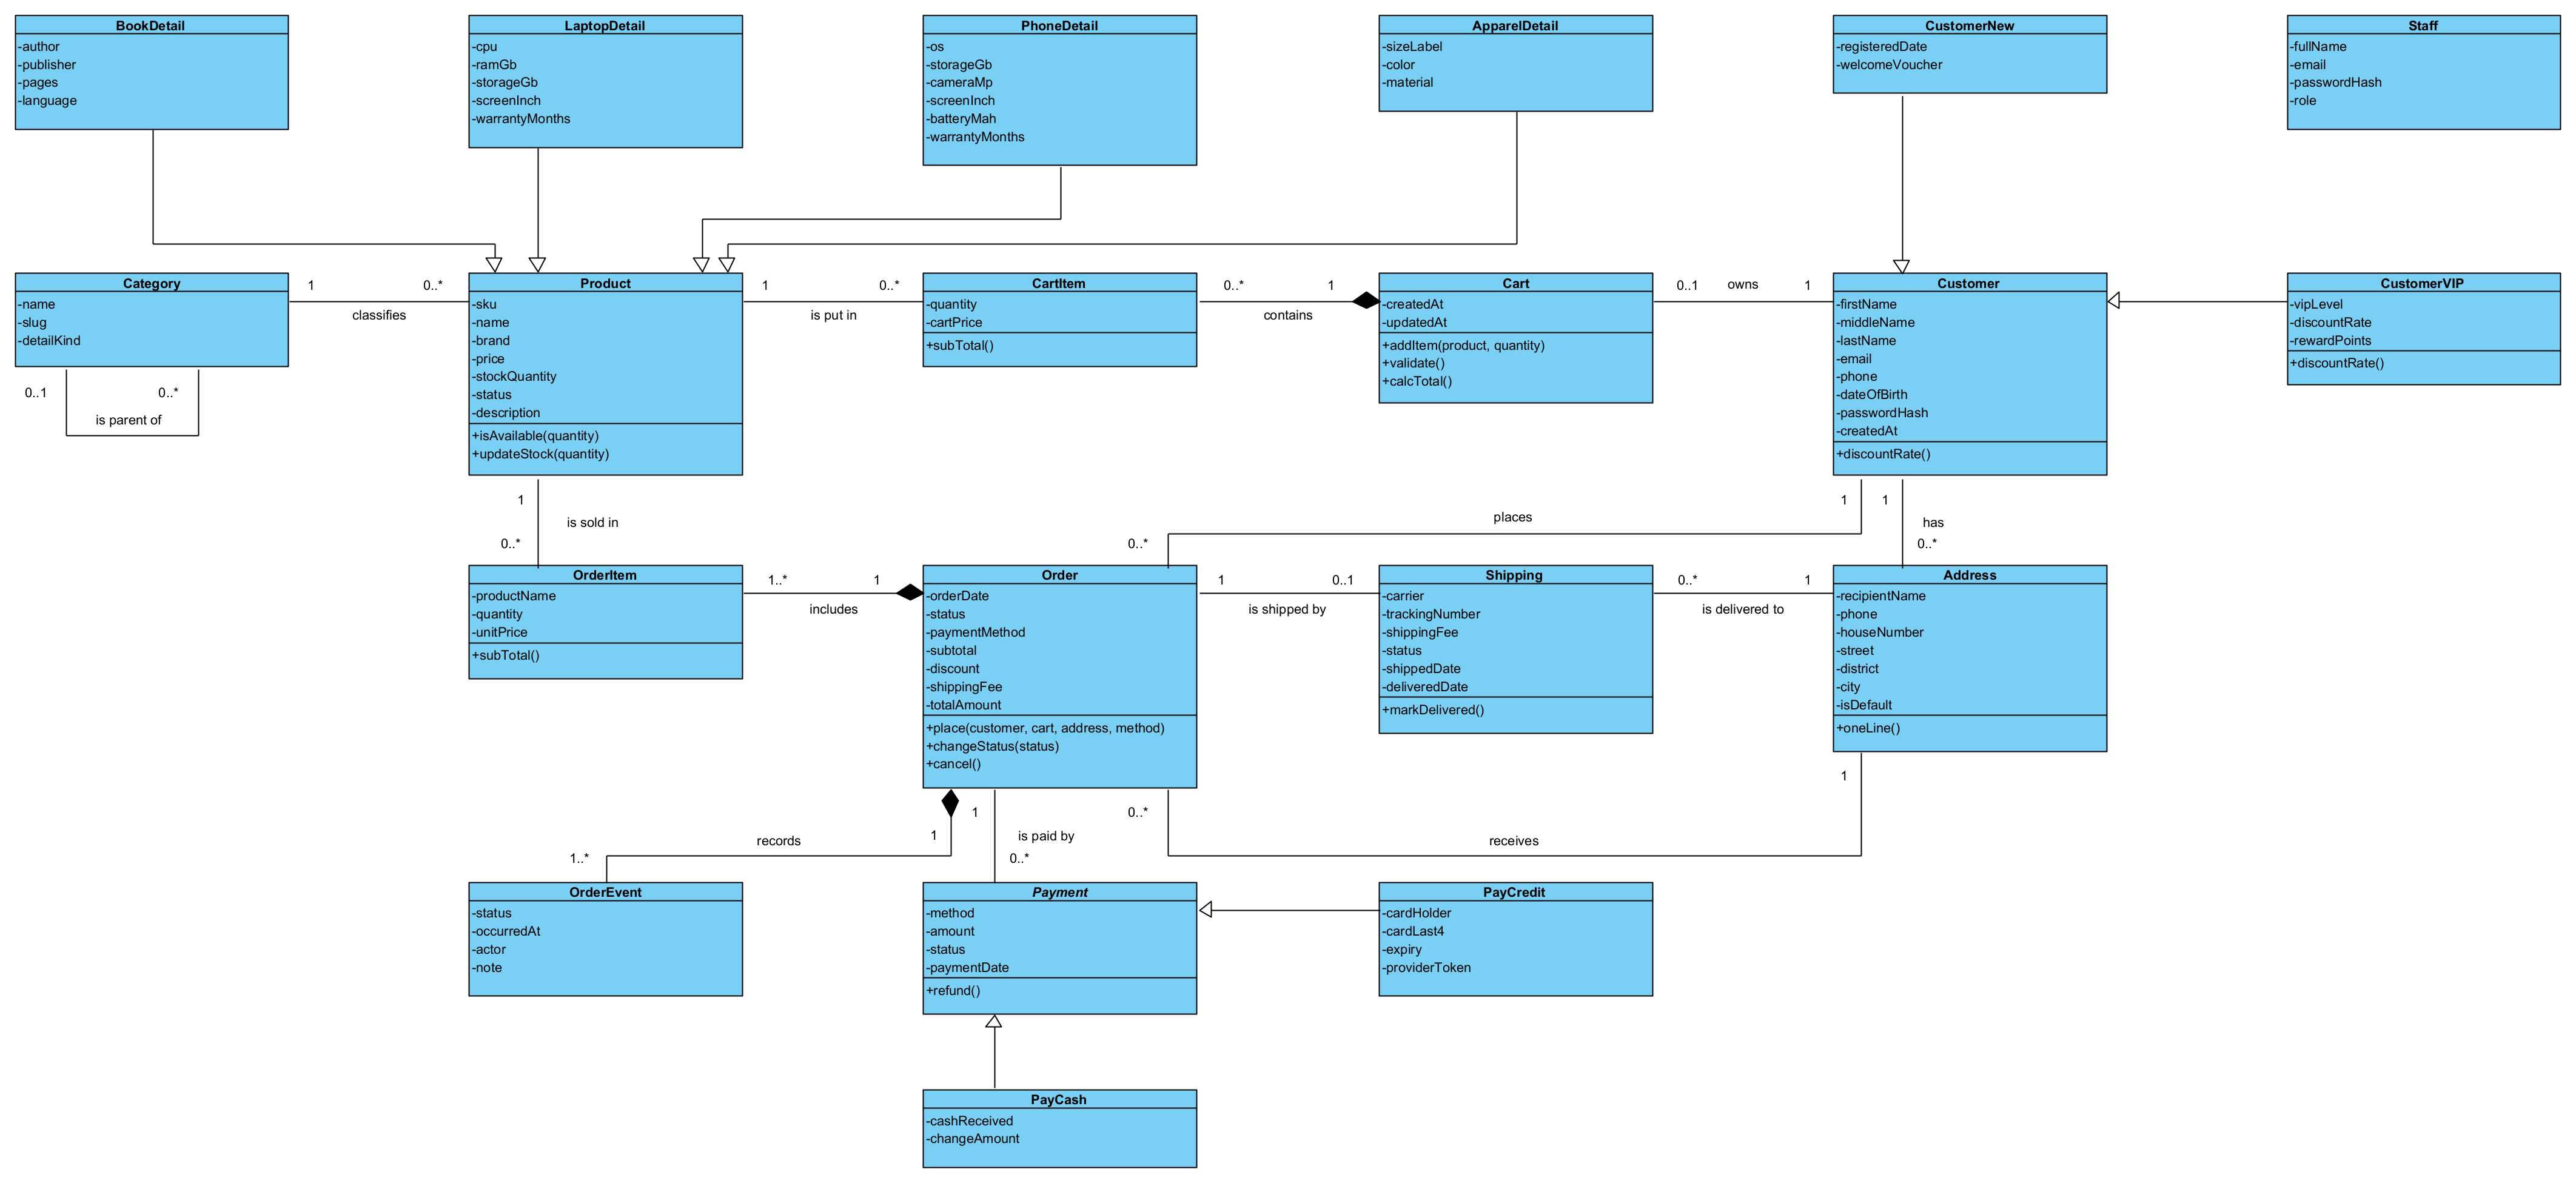 BookDetail
-author
-publisher
-pages
-language
LaptopDetail
-cpu
-ramGb
-storageGb
-screenInch
-warrantyMonths
PhoneDetail
-os
-storageGb
-cameraMp
-screenInch
-batteryMah
-warrantyMonths
ApparelDetail
-sizeLabel
-color
-material
CustomerNew
-registeredDate
-welcomeVoucher
Staff
-fullName
-email
-passwordHash
-role
Category
-name
-slug
-detailKind
1
0..*
classifies
0..1
0..*
is parent of
Product
-sku
-name
-brand
-price
-stockQuantity
-status
-description
+isAvailable(quantity)
+updateStock(quantity)
1
0..*
is put in
CartItem
-quantity
-cartPrice
+subTotal()
0..*
1
contains
Cart
-createdAt
-updatedAt
+addItem(product, quantity)
+validate()
+calcTotal()
0..1
owns
1
Customer
-firstName
-middleName
-lastName
-email
-phone
-dateOfBirth
-passwordHash
-createdAt
+discountRate()
CustomerVIP
-vipLevel
-discountRate
-rewardPoints
+discountRate()
1
is sold in
0..*
1
places
0..*
1
has
0..*
OrderItem
-productName
-quantity
-unitPrice
+subTotal()
1..*
1
includes
Order
-orderDate
-status
-paymentMethod
-subtotal
-discount
-shippingFee
-totalAmount
+place(customer, cart, address, method)
+changeStatus(status)
+cancel()
1
0..1
is shipped by
Shipping
-carrier
-trackingNumber
-shippingFee
-status
-shippedDate
-deliveredDate
+markDelivered()
0..*
1
is delivered to
Address
-recipientName
-phone
-houseNumber
-street
-district
-city
-isDefault
+oneLine()
1
records
1..*
1
is paid by
0..*
0..*
receives
1
OrderEvent
-status
-occurredAt
-actor
-note
Payment
-method
-amount
-status
-paymentDate
+refund()
PayCredit
-cardHolder
-cardLast4
-expiry
-providerToken
PayCash
-cashReceived
-changeAmount